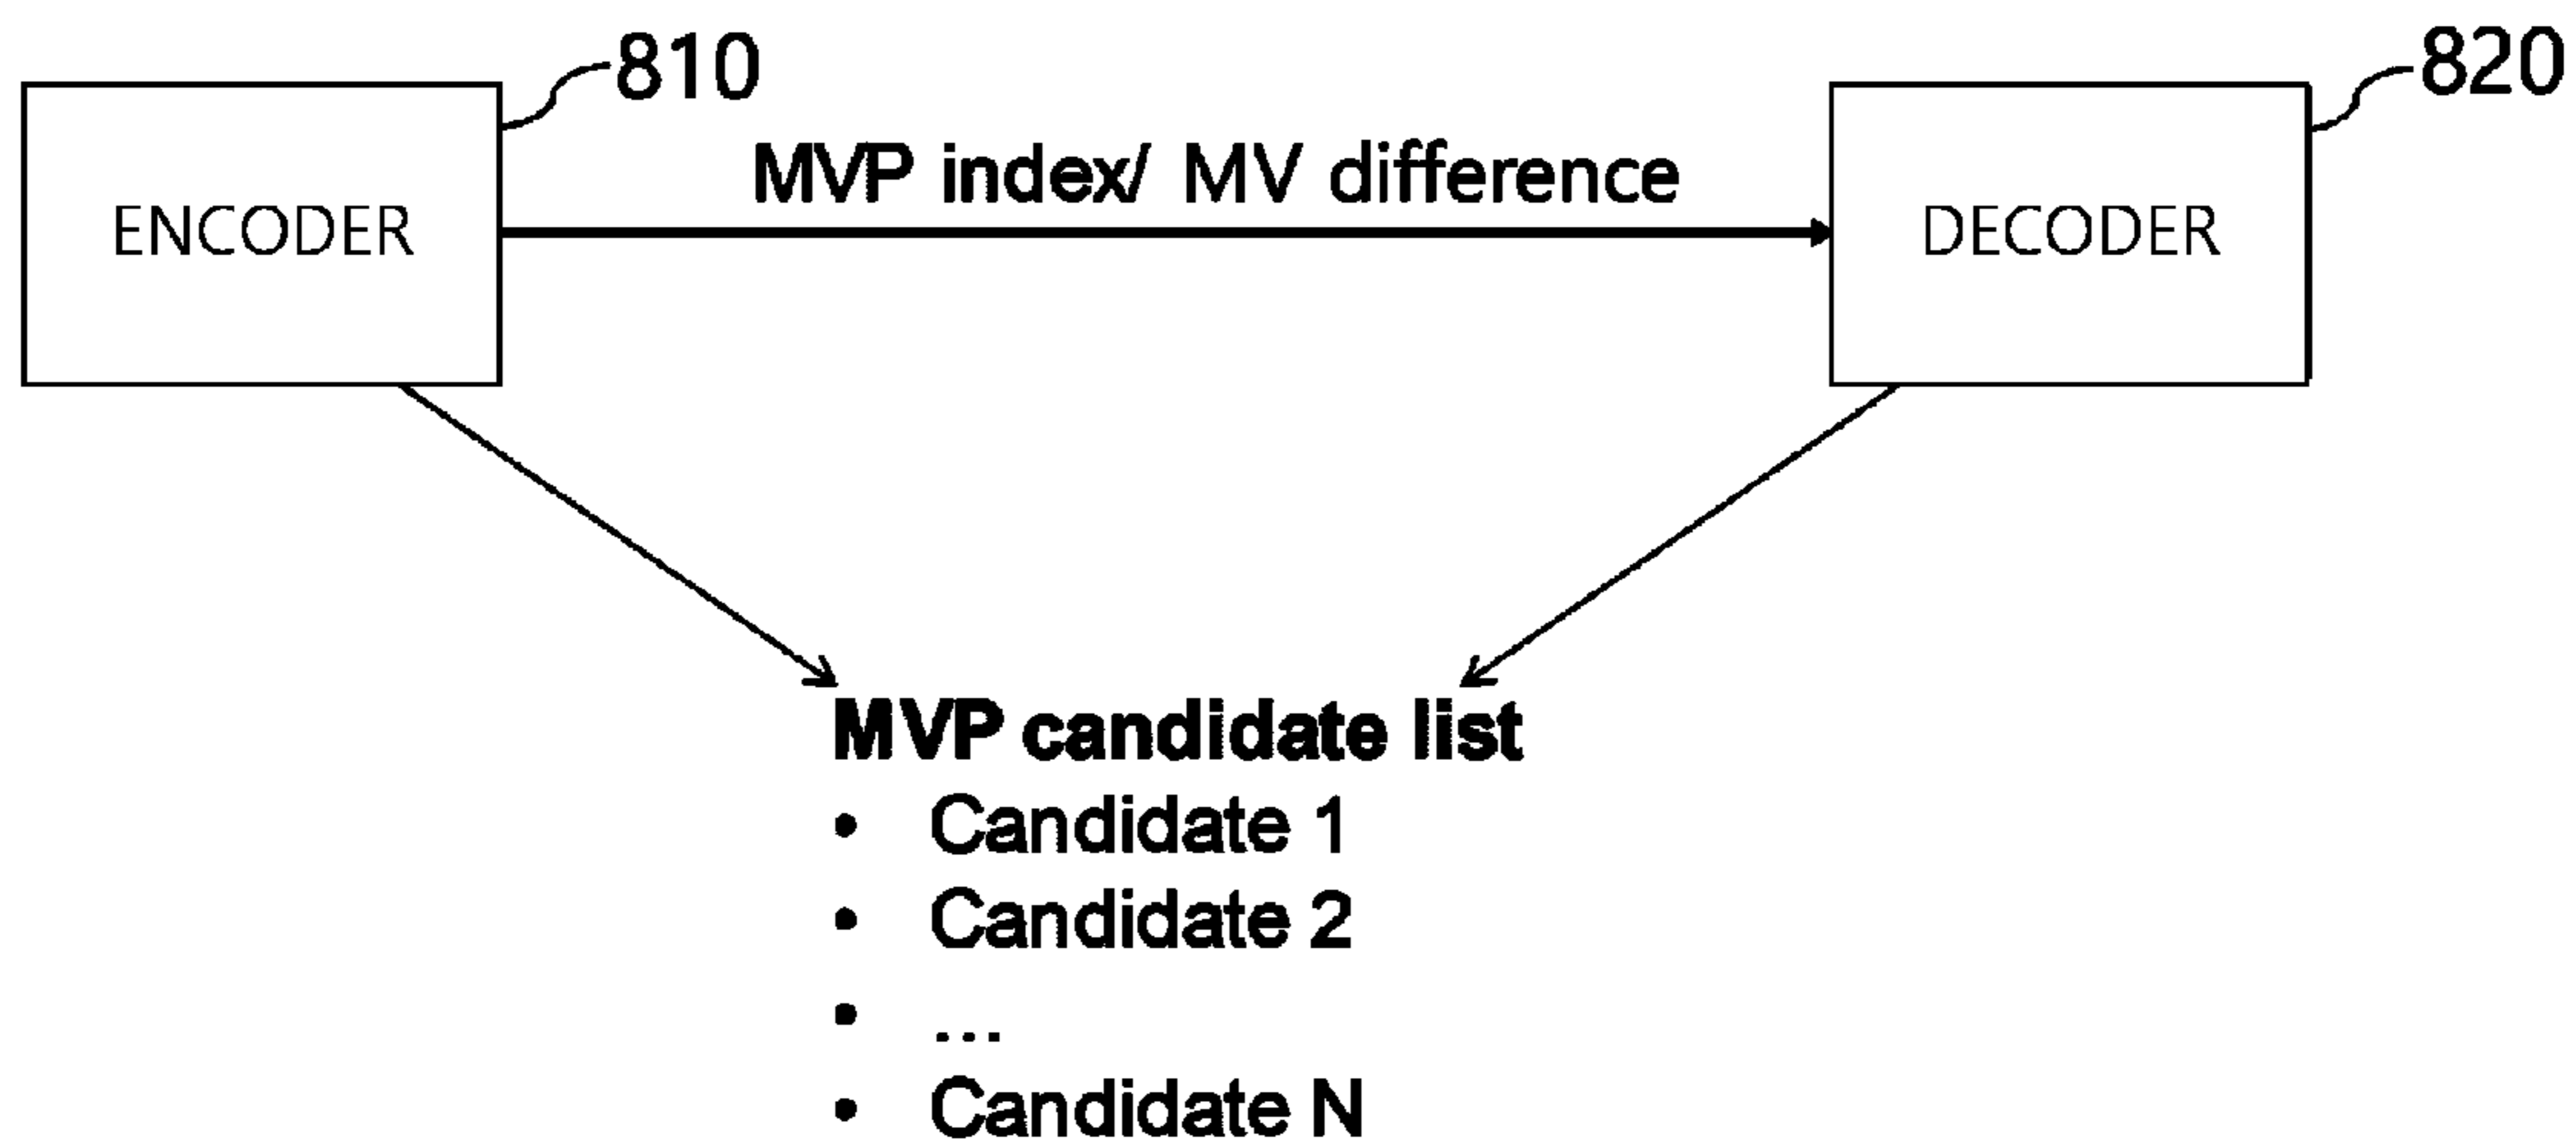 810
820
MVP index/ MV difference
ENCODER
DECODER
MVP candidate list
• Candidate 1
• Candidate 2
• ...
• Candidate N